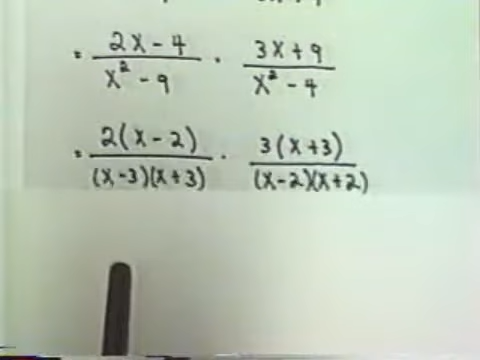 = (2x - 4)/(x² - 9) · (3x + 9)/(x² - 4)
= 2(x - 2)/(x - 3)(x + 3) · 3(x + 3)/(x - 2)(x + 2)